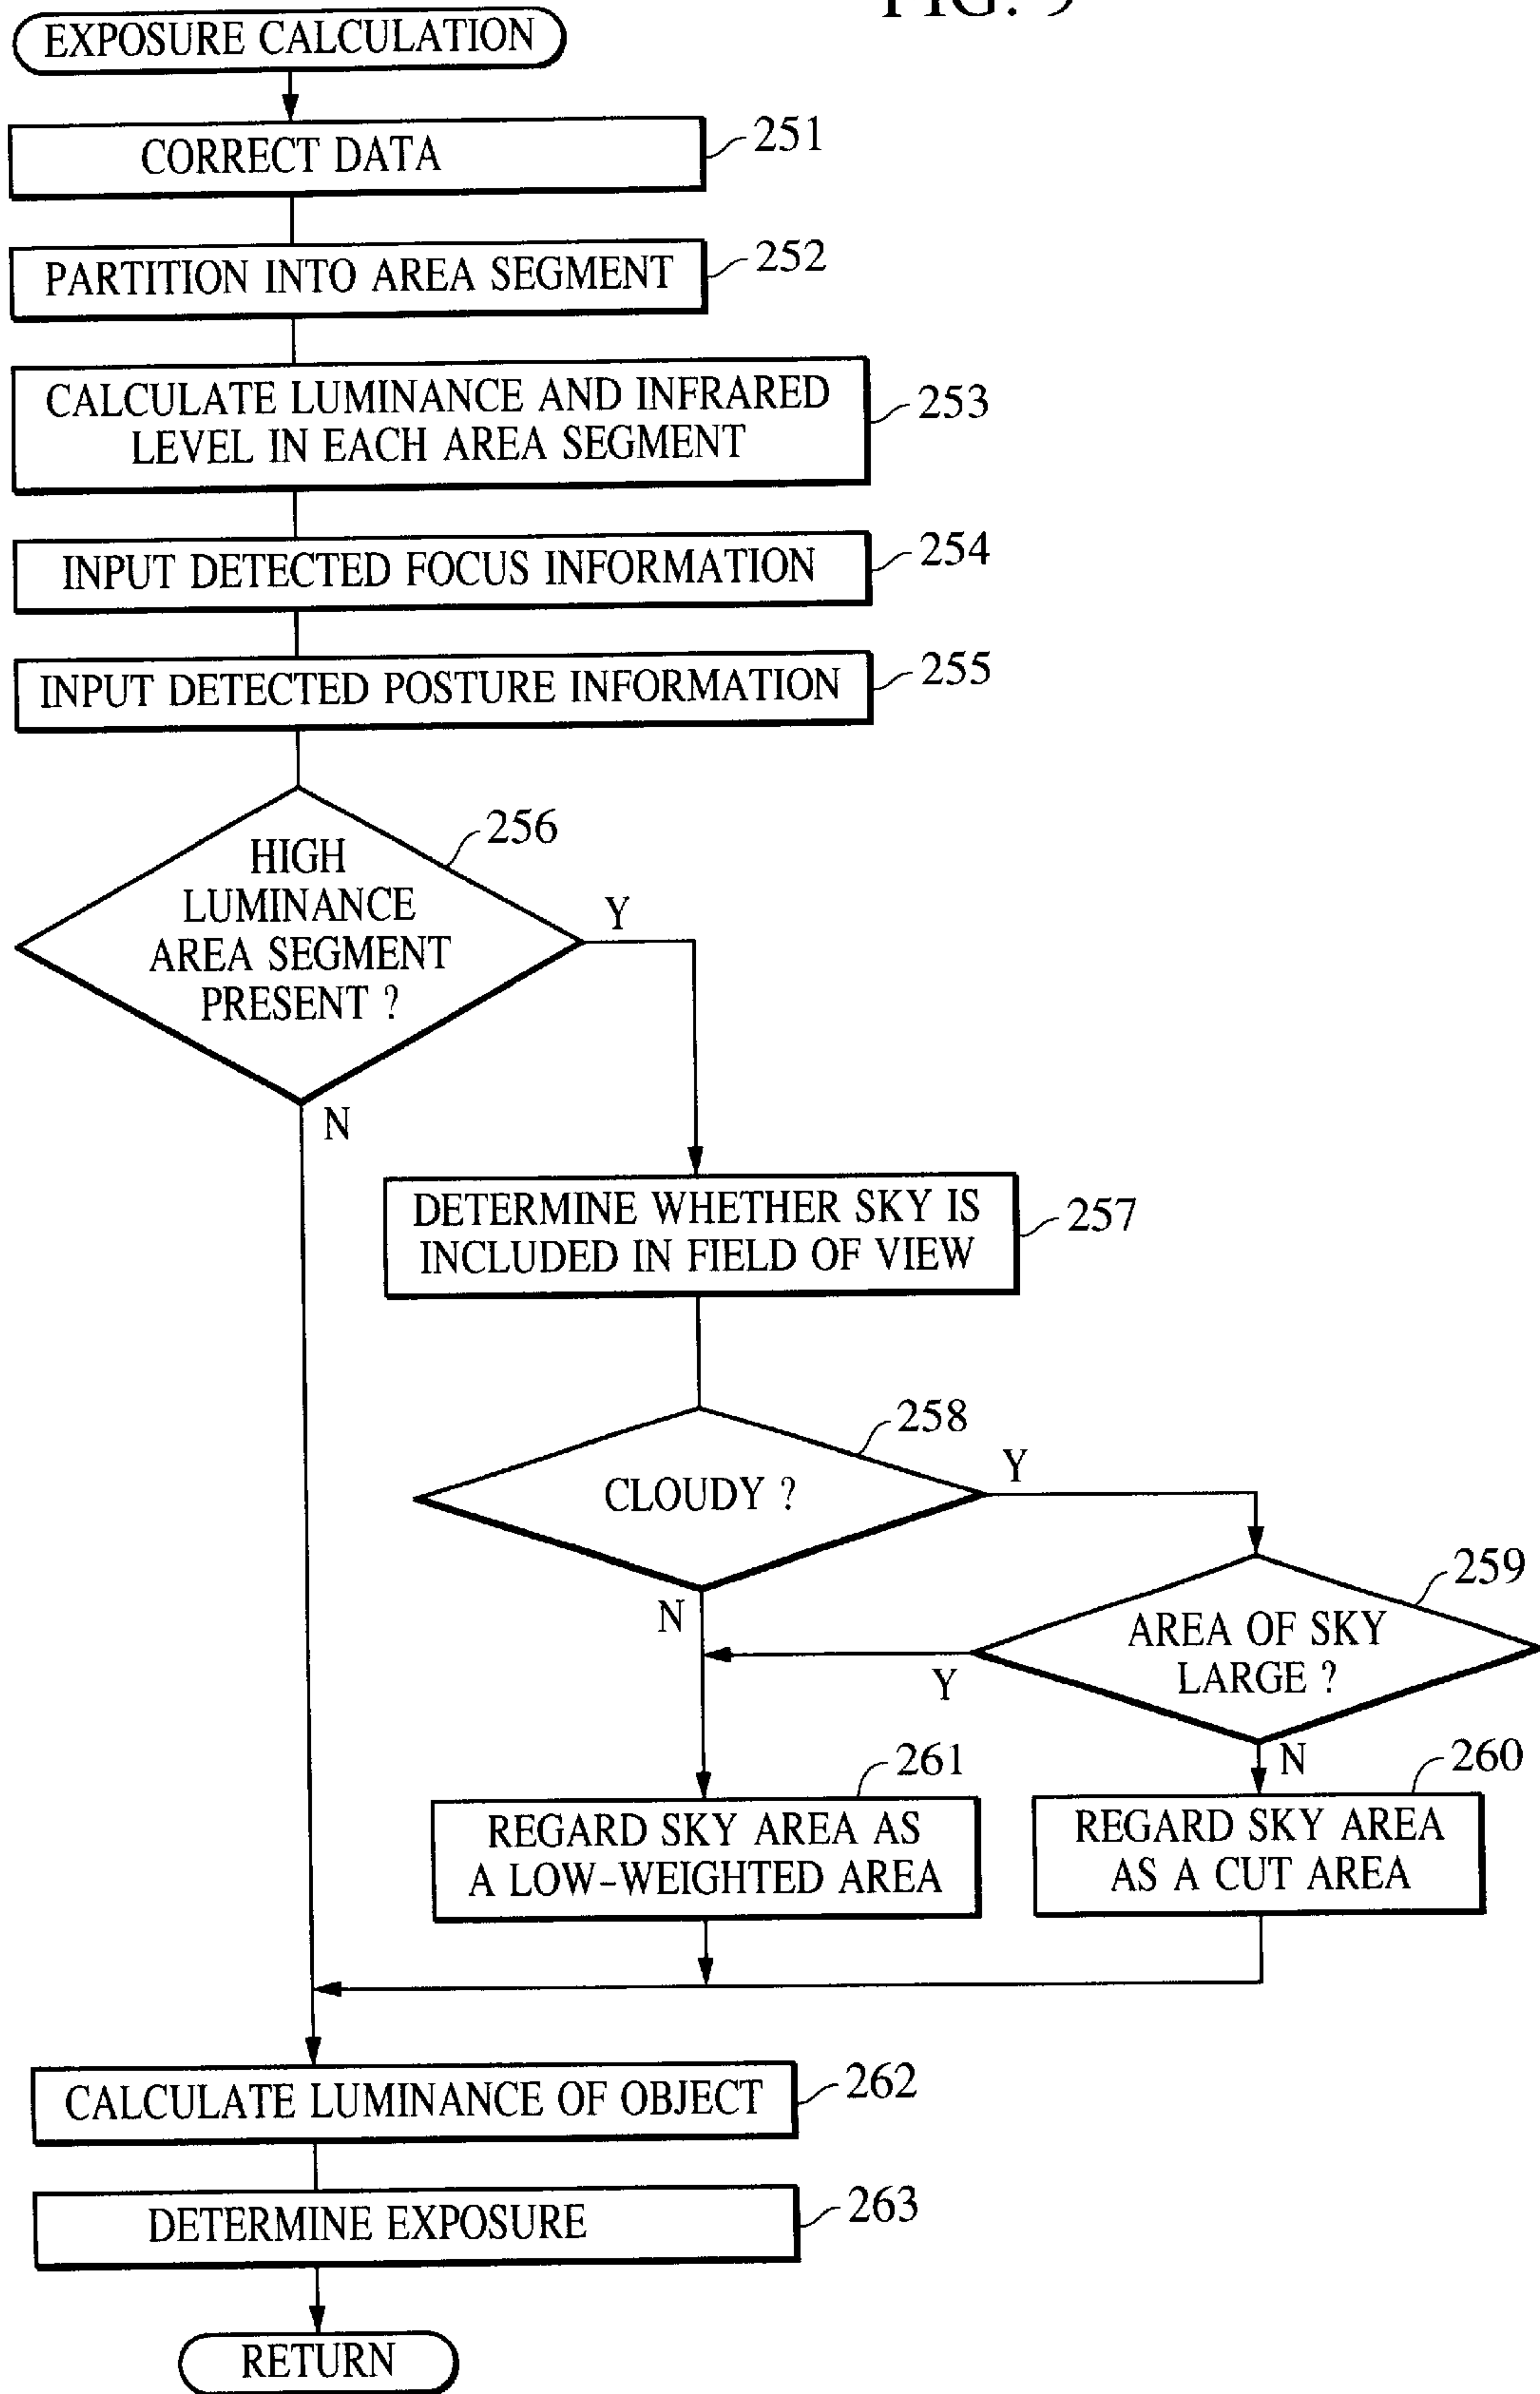 FIG. 9
EXPOSURE CALCULATION
CORRECT DATA
251
PARTITION INTO AREA SEGMENT
252
CALCULATE LUMINANCE AND INFRARED
LEVEL IN EACH AREA SEGMENT
253
INPUT DETECTED FOCUS INFORMATION
254
INPUT DETECTED POSTURE INFORMATION
255
HIGH
LUMINANCE
AREA SEGMENT
PRESENT ?
256
Y
N
DETERMINE WHETHER SKY IS
INCLUDED IN FIELD OF VIEW
257
CLOUDY ?
258
Y
N
AREA OF SKY
LARGE ?
259
Y
N
REGARD SKY AREA AS
A LOW-WEIGHTED AREA
261
REGARD SKY AREA
AS A CUT AREA
260
CALCULATE LUMINANCE OF OBJECT
262
DETERMINE EXPOSURE
263
RETURN